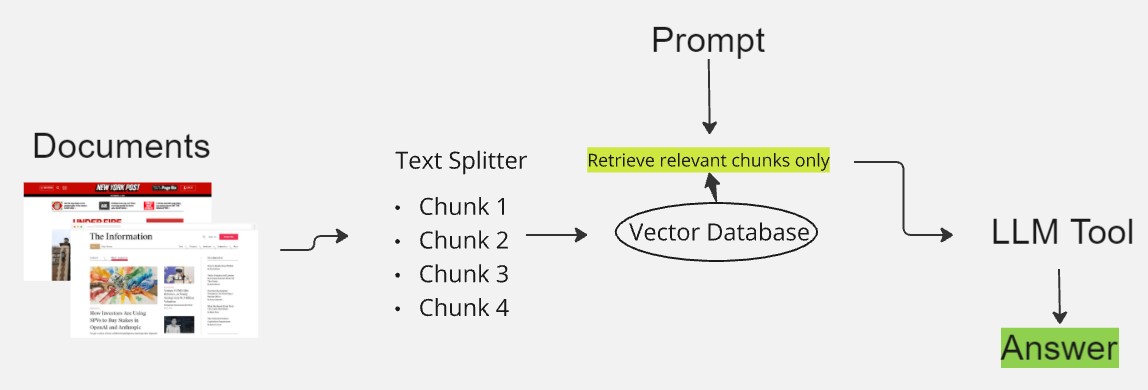 Prompt
Documents
Text Splitter
Retrieve relevant chunks only
NEW YORK POST
Page Six
UNDER FIRE
The Information
• Chunk 1
• Chunk 2
• Chunk 3
• Chunk 4
Vector Database
LLM Tool
How Investors Are Using
SPVs to Buy Stakes in
OpenAI and Anthropic
Answer